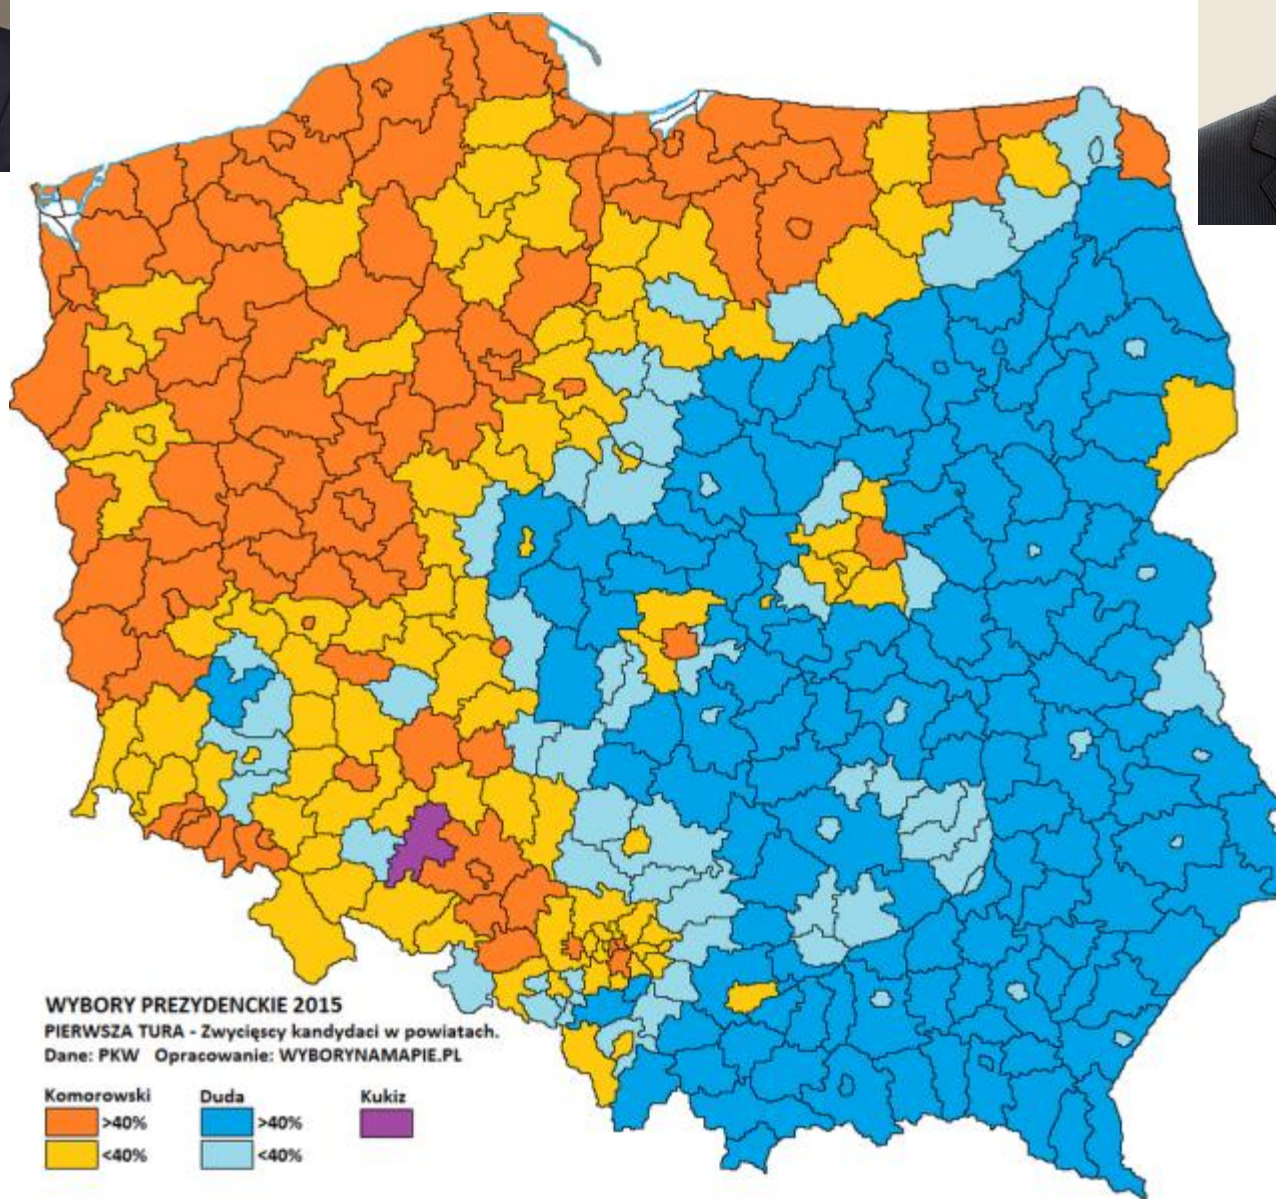 WYBORY PREZYDENCKIE 2015
PIERWSZA TURA - Zwycięscy kandydaci w powiatach.
Dane: PKW Opracowanie: WYBORYNAMAPIE.PL
Komorowski Duda Kukiz
>40% >40%
<40% <40%